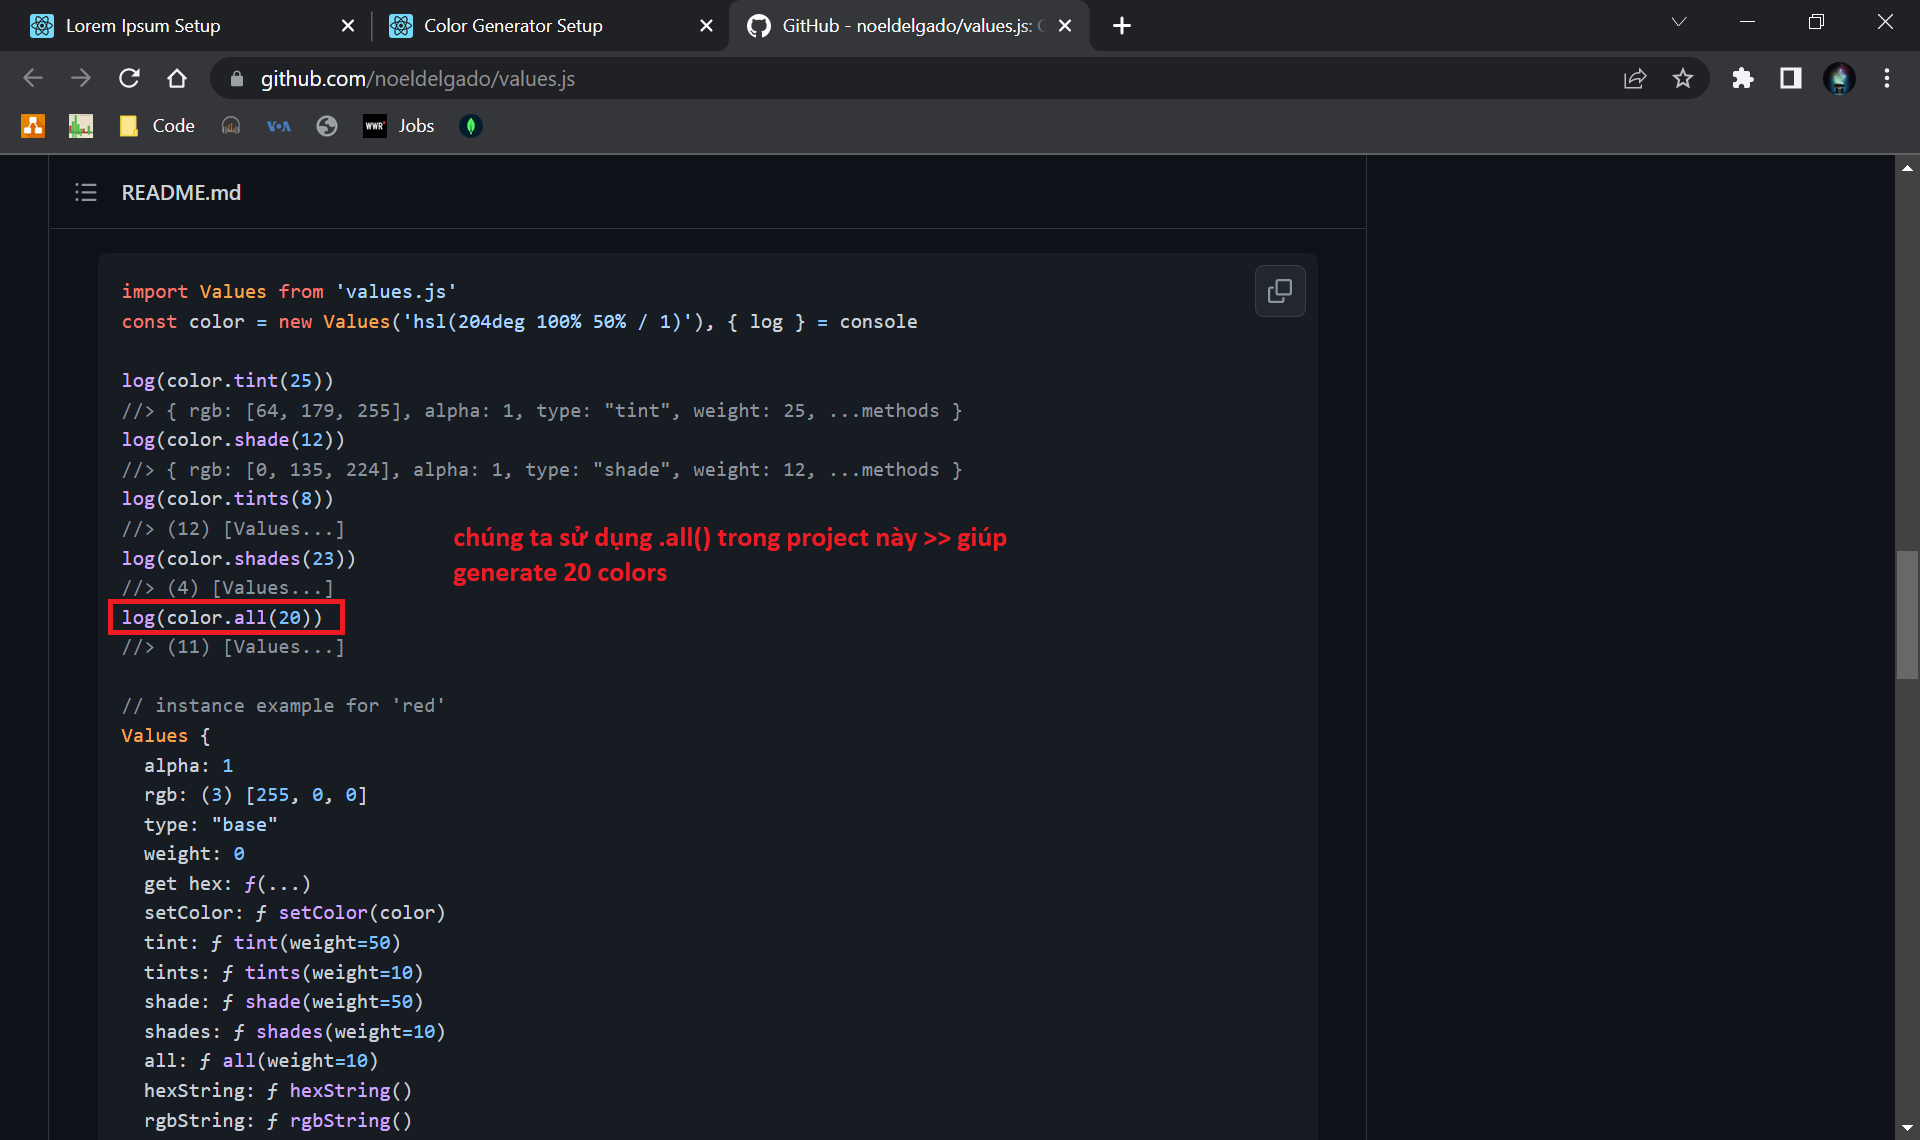 Lorem Ipsum Setup
Color Generator Setup
GitHub - noeldelgado/values.js:
github.com/noeldelgado/values.js
Code
VOA
WWR
Jobs
README.md
import Values from 'values.js'
const color = new Values('hsl(204deg 100% 50% / 1)'), { log } = console
log(color.tint(25))
//> { rgb: [64, 179, 255], alpha: 1, type: "tint", weight: 25, ...methods }
log(color.shade(12))
//> { rgb: [0, 135, 224], alpha: 1, type: "shade", weight: 12, ...methods }
log(color.tints(8))
//> (12) [Values...]
log(color.shades(23))
//> (4) [Values...]
log(color.all(20))
//> (11) [Values...]
chúng ta sử dụng .all() trong project này >> giúp
generate 20 colors
// instance example for 'red'
Values {
alpha: 1
rgb: (3) [255, 0, 0]
type: "base"
weight: 0
get hex: ƒ(...)
setColor: ƒ setColor(color)
tint: ƒ tint(weight=50)
tints: ƒ tints(weight=10)
shade: ƒ shade(weight=50)
shades: ƒ shades(weight=10)
all: ƒ all(weight=10)
hexString: ƒ hexString()
rgbString: ƒ rgbString()